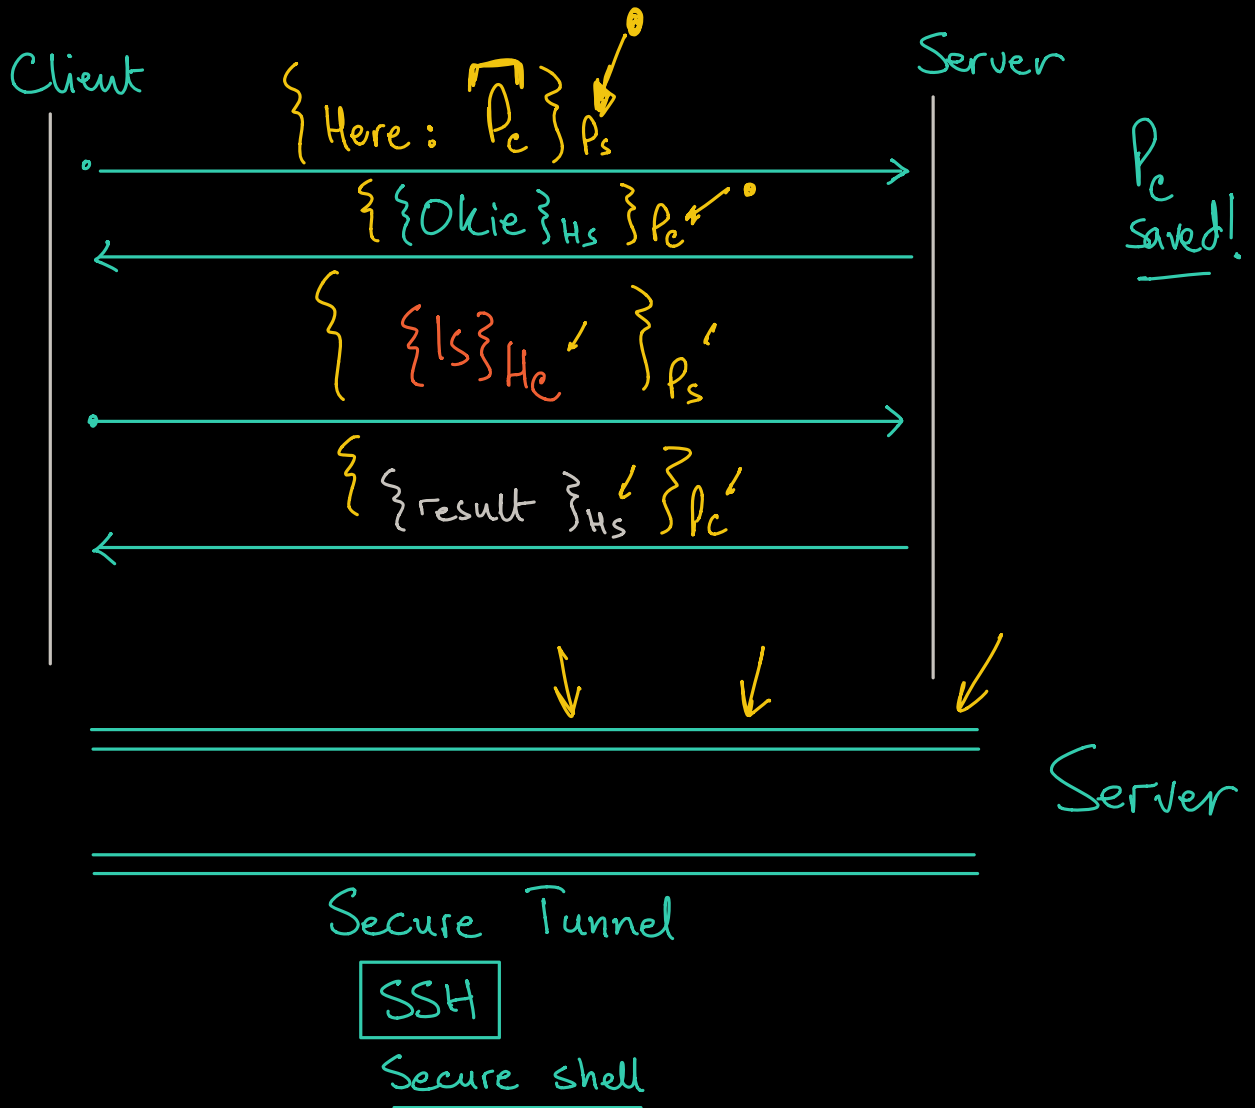 Client
Server
{ Here : Pc } Ps
Pc
saved!
{ {Okie}Hs } Pc
{ {ls}Hc } Ps
{ {result }Hs } Pc
Server
Secure Tunnel
SSH
Secure shell